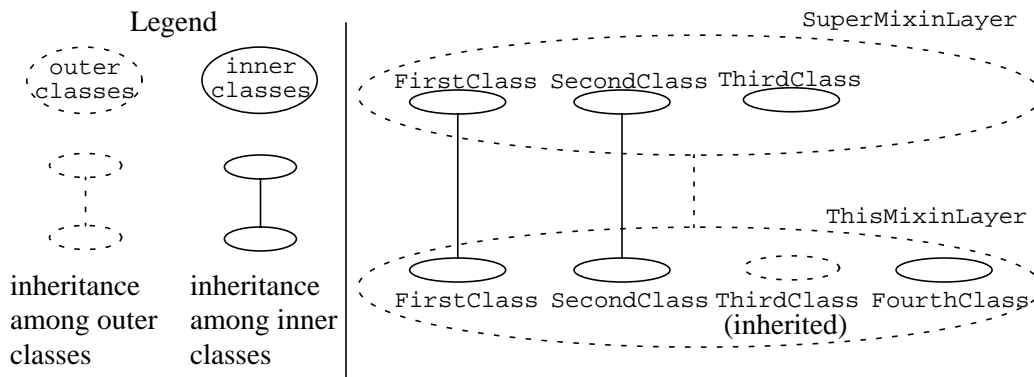 Legend
outer
classes
inner
classes
inheritance
among outer
classes
inheritance
among inner
classes
SuperMixinLayer
FirstClass SecondClass ThirdClass
ThisMixinLayer
FirstClass SecondClass ThirdClass FourthClass
(inherited)